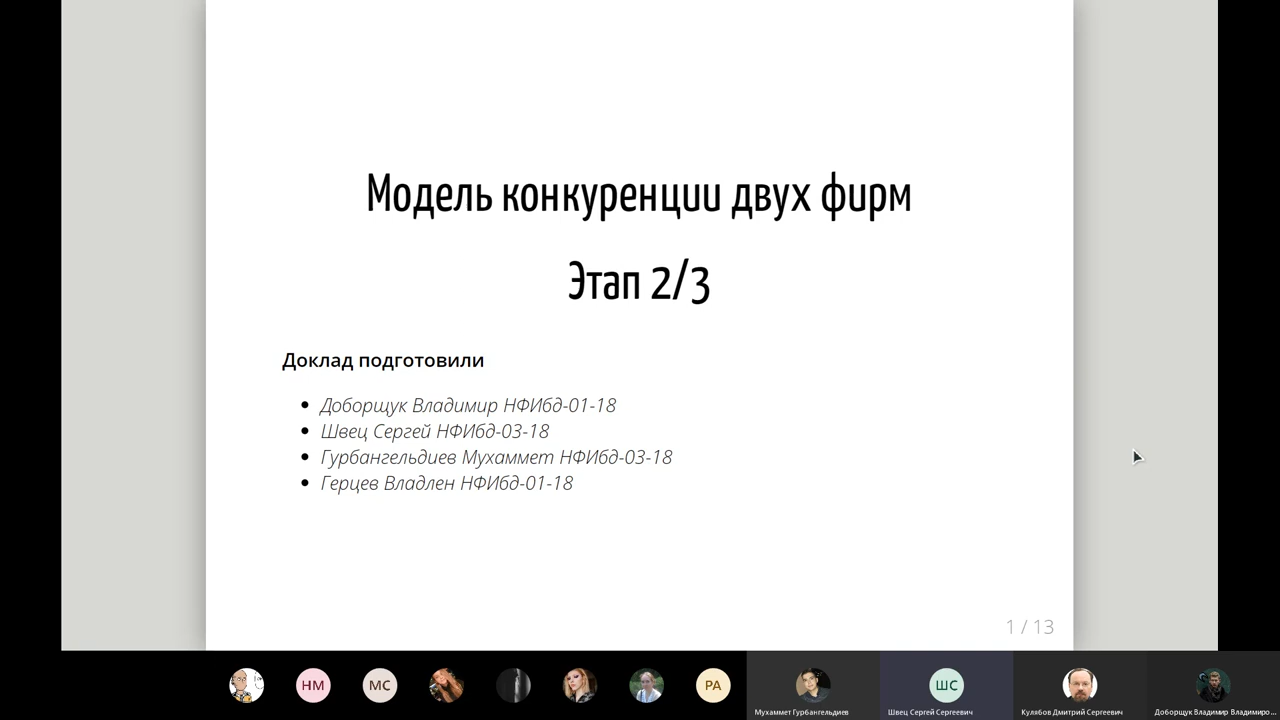 Модель конкуренции двух фирм
Этап 2/3
Доклад подготовили
Доборщук Владимир НФИбд-01-18
Швец Сергей НФИбд-03-18
Гурбангельдиев Мухаммет НФИбд-03-18
Герцев Владлен НФИбд-01-18
1 / 13
НМ
МС
РА
ШС
Мухаммет Гурбангельдиев
Швец Сергей Сергеевич
Кулябов Дмитрий Сергеевич
Доборщук Владимир Владимиро...